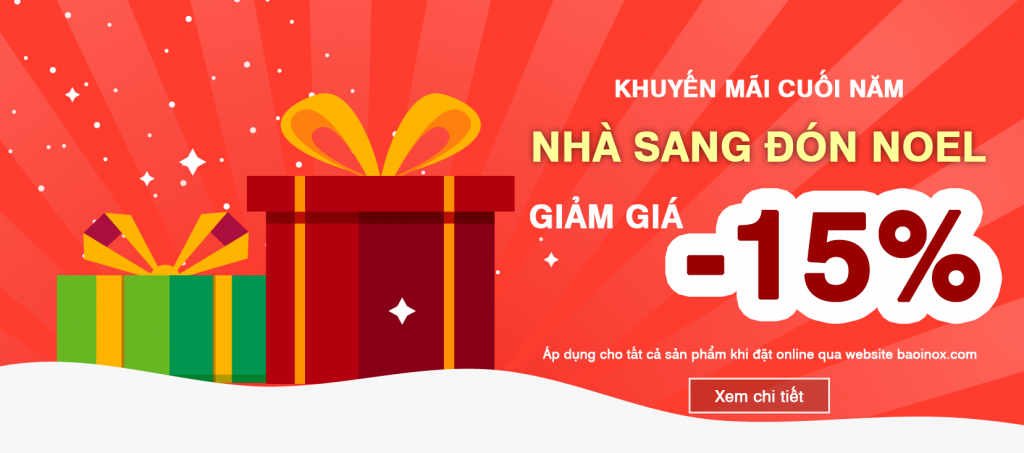 KHUYẾN MÃI CUỐI NĂM
NHÀ SANG ĐÓN NOEL
GIẢM GIÁ
-15%
Áp dụng cho tất cả sản phẩm khi đặt online qua website baoinox.com
Xem chi tiết